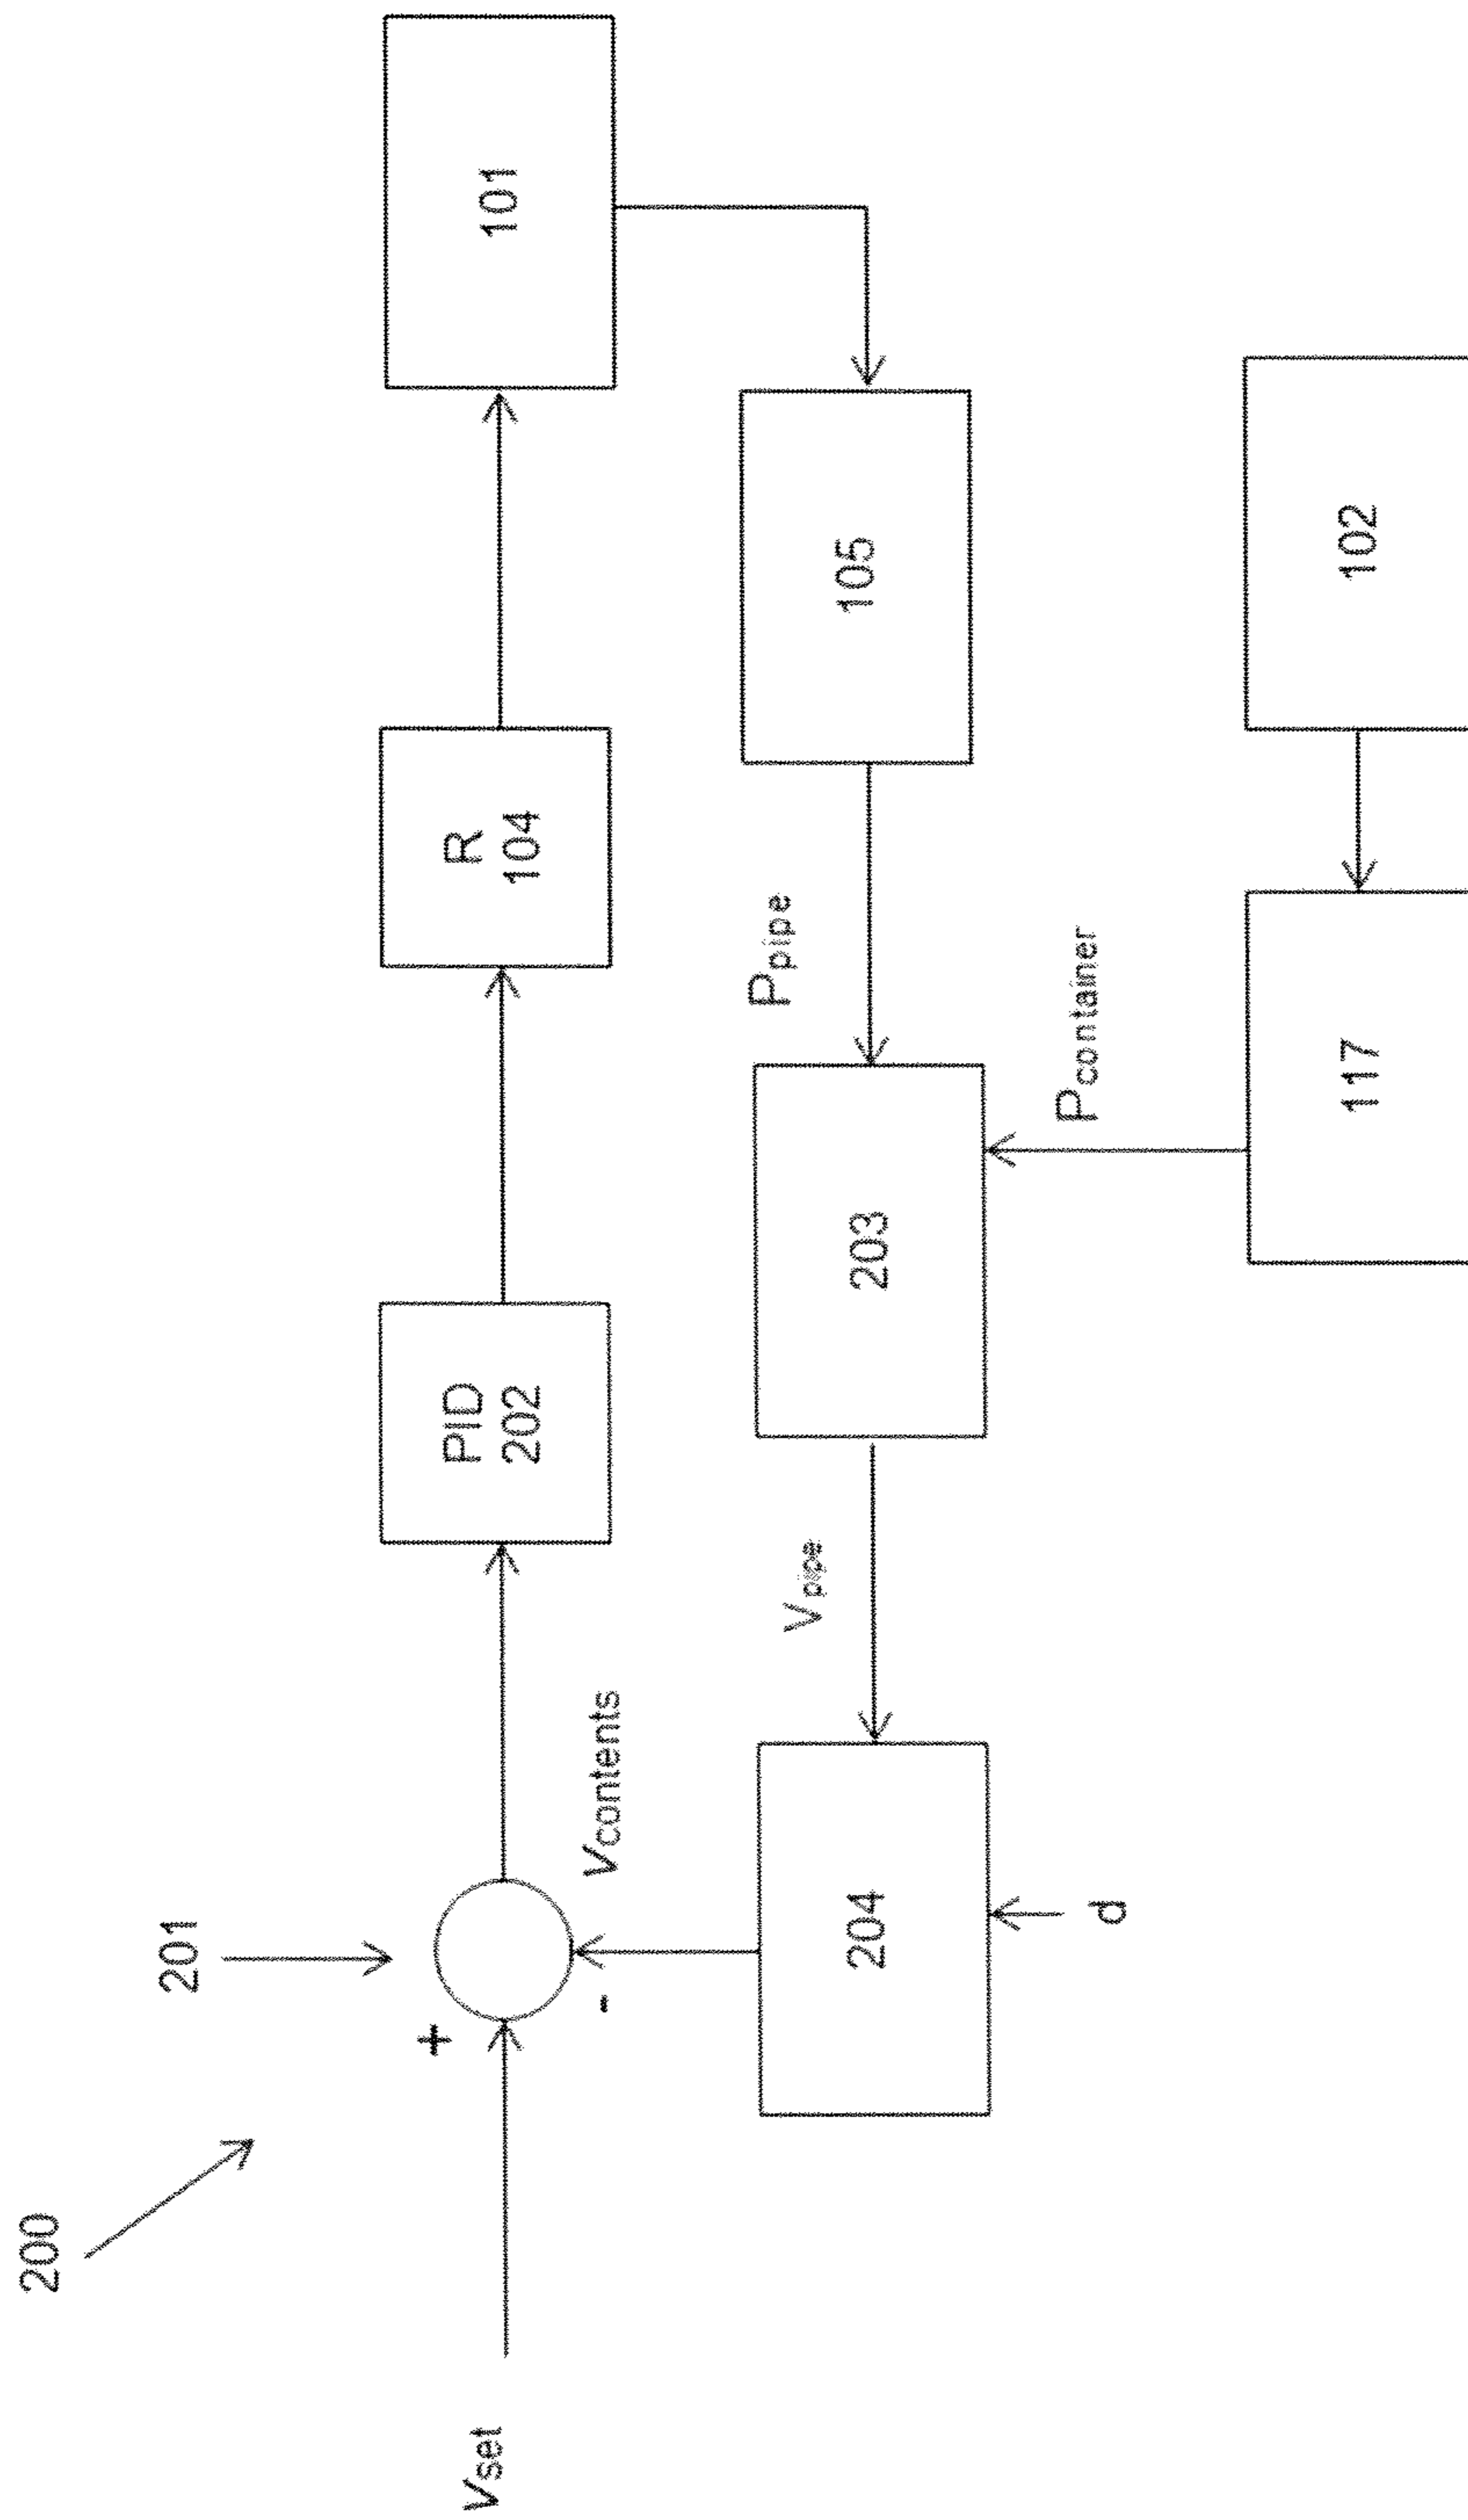 200
201
Vset
+
-
Vcontents
PID
202
R
104
101
204
d
Vpipe
203
Ppipe
Pcontainer
105
117
102